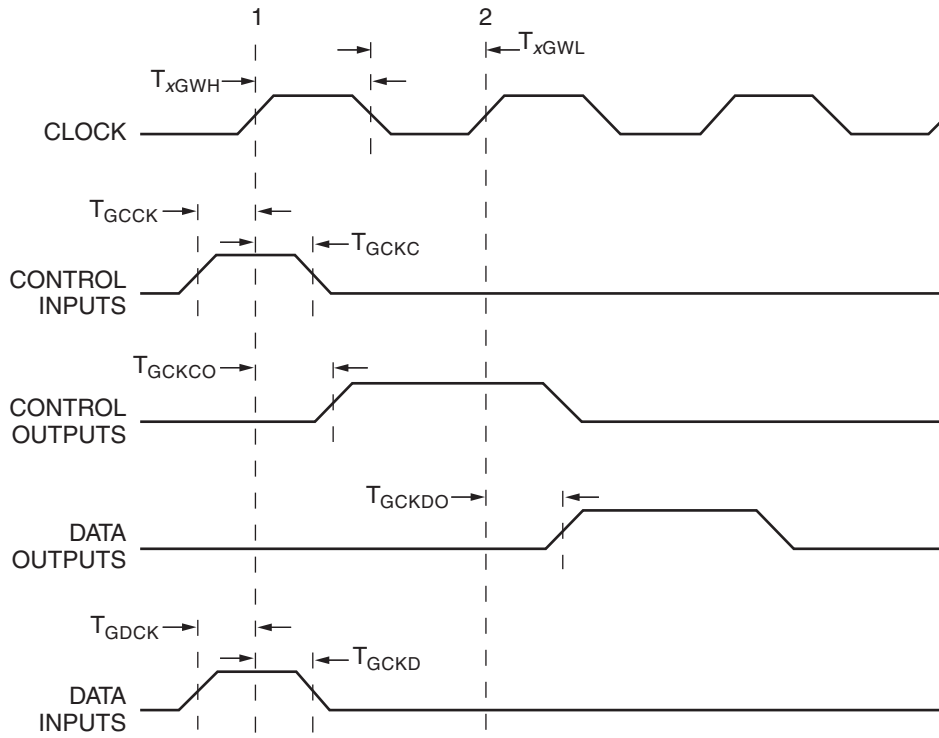 1
2
TxGWL
TxGWH
CLOCK
TGCCK
TGCKC
CONTROL
INPUTS
TGCKCO
CONTROL
OUTPUTS
TGCKDO
DATA
OUTPUTS
TGDCK
TGCKD
DATA
INPUTS